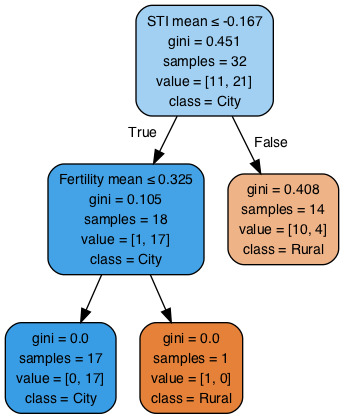 STI mean ≤ -0.167
gini = 0.451
samples = 32
value = [11, 21]
class = City
True
False
Fertility mean ≤ 0.325
gini = 0.105
samples = 18
value = [1, 17]
class = City
gini = 0.408
samples = 14
value = [10, 4]
class = Rural
gini = 0.0
samples = 17
value = [0, 17]
class = City
gini = 0.0
samples = 1
value = [1, 0]
class = Rural